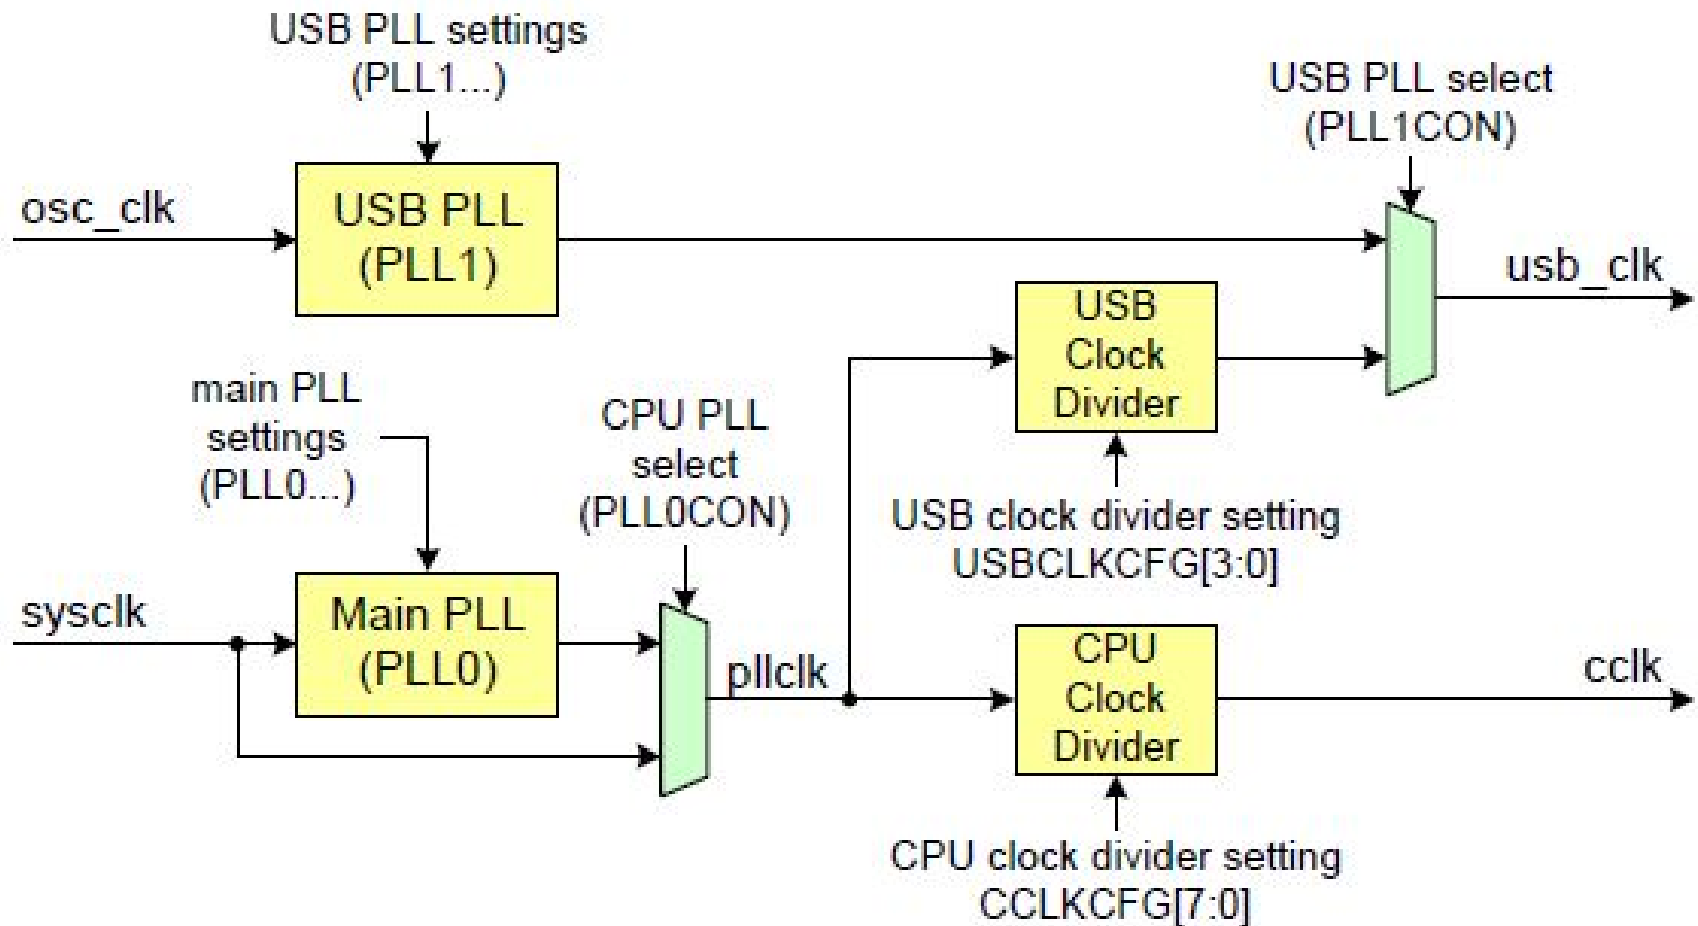 USB PLL settings
(PLL1...)
USB PLL select
(PLL1CON)
osc_clk
USB PLL
(PLL1)
usb_clk
USB
Clock
Divider
main PLL
settings
(PLL0...)
CPU PLL
select
(PLL0CON)
USB clock divider setting
USBCLKCFG[3:0]
sysclk
Main PLL
(PLL0)
pllclk
CPU
Clock
Divider
cclk
CPU clock divider setting
CCLKCFG[7:0]